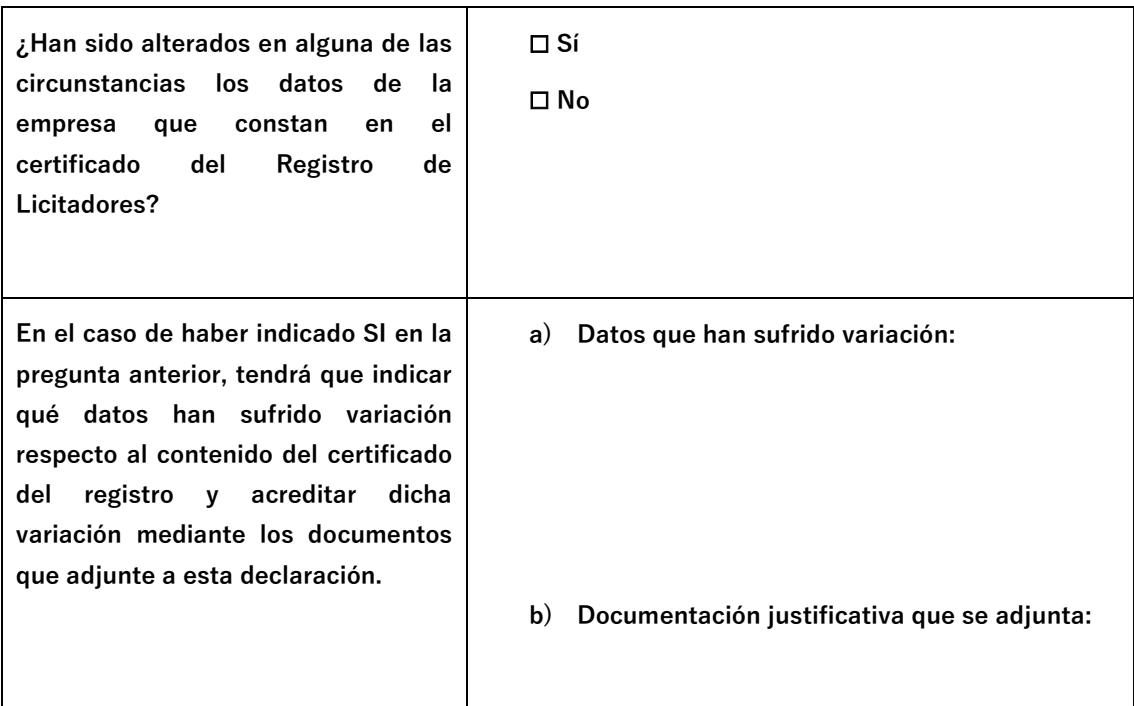 ¿Han sido alterados en alguna de las
circunstancias los datos de la
empresa que constan en el
certificado del Registro de
Licitadores?
☐ Sí
☐ No
En el caso de haber indicado SI en la
pregunta anterior, tendrá que indicar
qué datos han sufrido variación
respecto al contenido del certificado
del registro y acreditar dicha
variación mediante los documentos
que adjunte a esta declaración.
a) Datos que han sufrido variación:
b) Documentación justificativa que se adjunta: